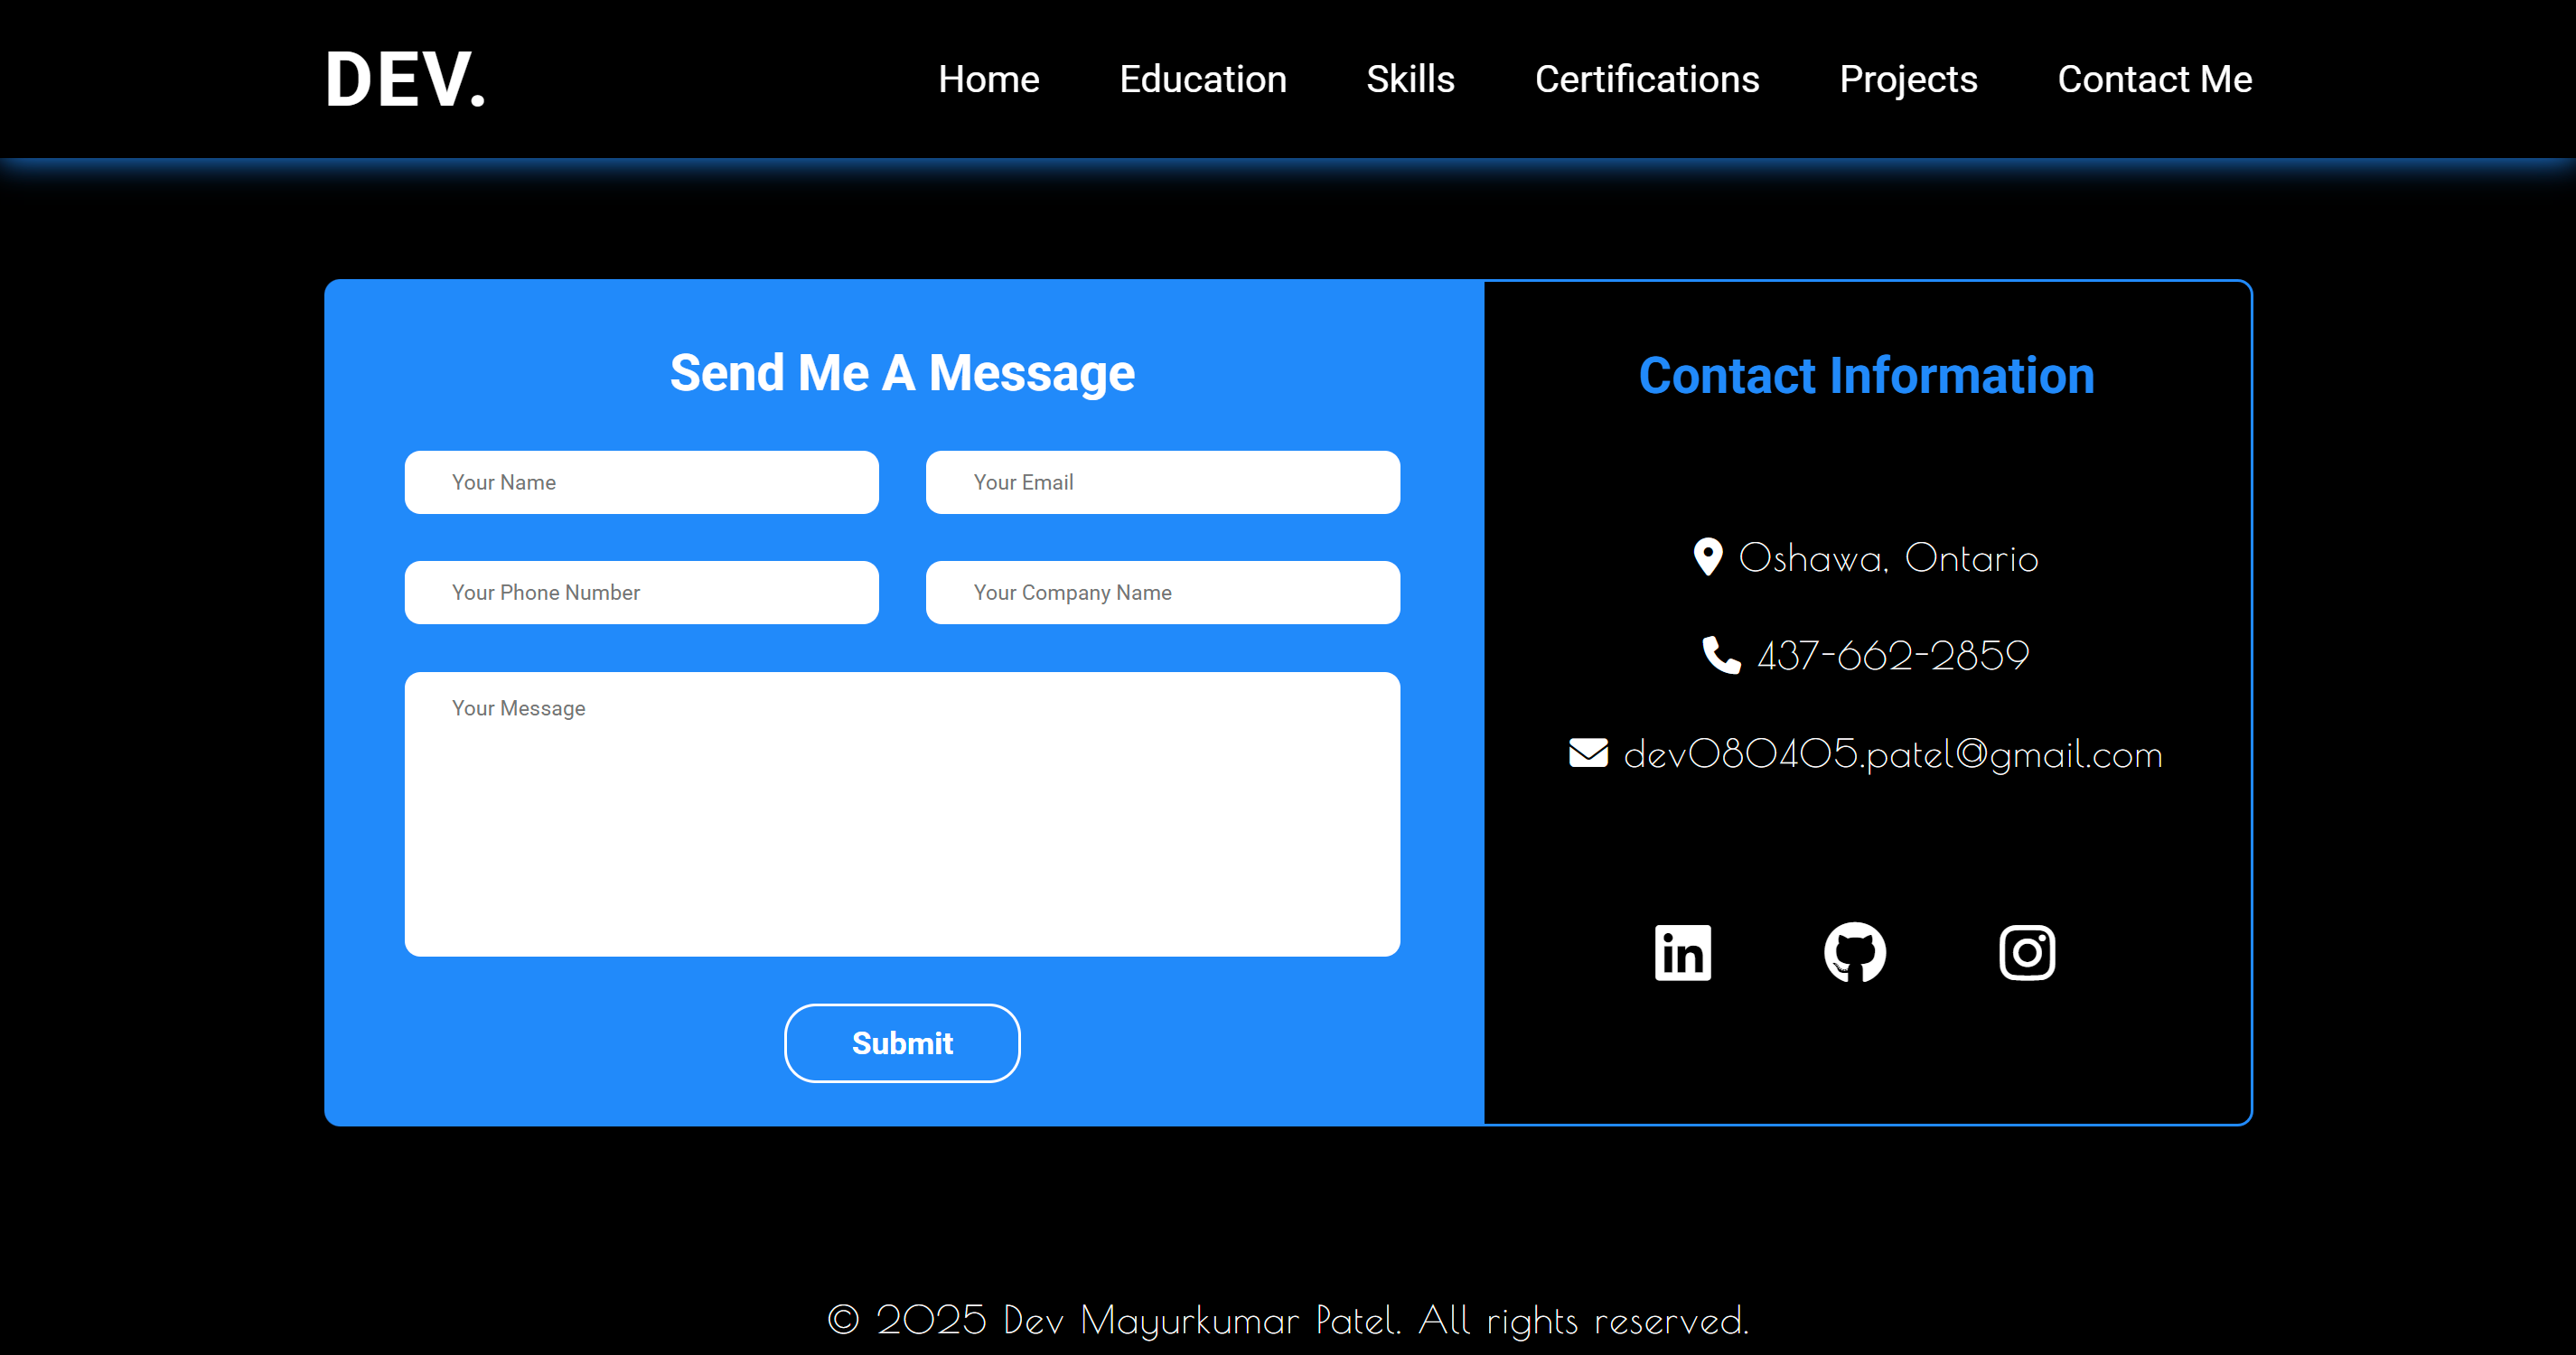 DEV.
Home Education Skills Certifications Projects Contact Me
Send Me A Message
Your Name
Your Email
Your Phone Number
Your Company Name
Your Message
Submit
Contact Information
Oshawa, Ontario
437-662-2859
dev080405.patel@gmail.com
in
© 2025 Dev Mayurkumar Patel. All rights reserved.